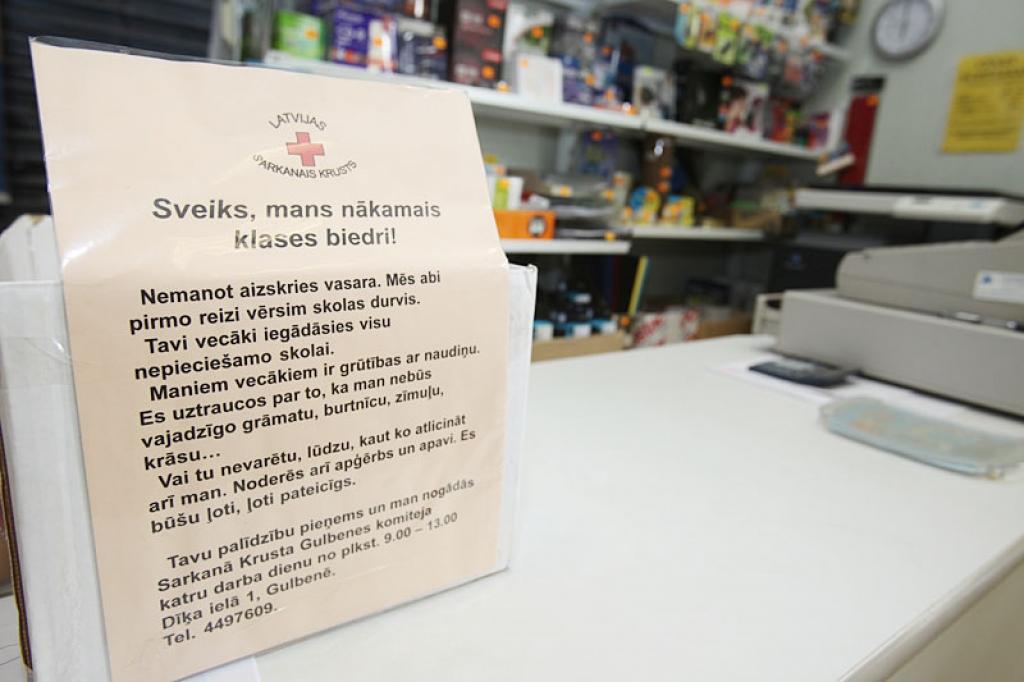 LATVIJAS
SARKANAIS KRUSTS
Sveiks, mans nākamais
klases biedri!
Nemanot aizskries vasara. Mēs abi
pirmo reizi vērsim skolas durvis.
Tavi vecāki iegādāsies visu
nepieciešamo skolai.
Maniem vecākiem ir grūtības ar naudiņu.
Es uztraucos par to, ka man nebūs
vajadzīgo grāmatu, burtnīcu, zīmuļu,
krāsu...
Vai tu nevarētu, lūdzu, kaut ko atlicināt
arī man. Noderēs arī apģērbs un apavi. Es
būšu ļoti, ļoti pateicīgs.
Tavu palīdzību pieņems un man nogādās
Sarkanā Krusta Gulbenes komiteja
katru darba dienu no plkst. 9.00 – 13.00
Dīķa ielā 1, Gulbenē.
Tel. 4497609.